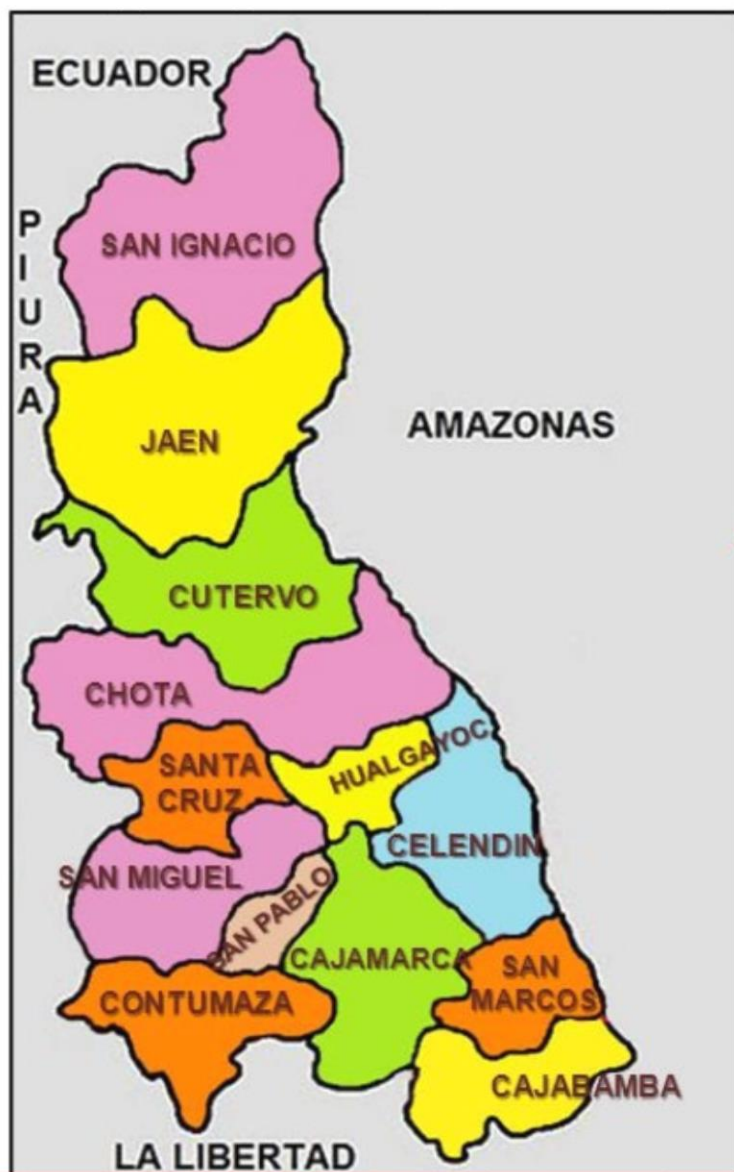 ECUADOR
PIURA
SAN IGNACIO
JAEN
AMAZONAS
CUTERVO
CHOTA
SANTA
CRUZ
HUALGAYOC
CELENDIN
SAN MIGUEL
SAN PABLO
CAJAMARCA
SAN
MARCOS
CONTUMAZA
CAJABAMBA
LA LIBERTAD